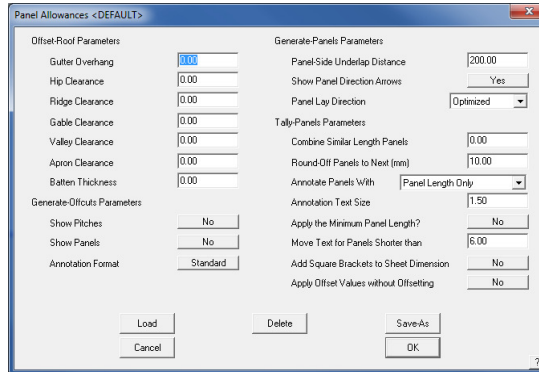 Panel Allowances <DEFAULT>
Offset-Roof Parameters
Gutter Overhang 0.00
Hip Clearance 0.00
Ridge Clearance 0.00
Gable Clearance 0.00
Valley Clearance 0.00
Apron Clearance 0.00
Batten Thickness 0.00
Generate-Offcuts Parameters
Show Pitches No
Show Panels No
Annotation Format Standard
Generate-Panels Parameters
Panel-Side Underlap Distance 200.00
Show Panel Direction Arrows Yes
Panel Lay Direction Optimized
Tally-Panels Parameters
Combine Similar Length Panels 0.00
Round-Off Panels to Next (mm) 10.00
Annotate Panels With Panel Length Only
Annotation Text Size 1.50
Apply the Minimum Panel Length? No
Move Text for Panels Shorter than 6.00
Add Square Brackets to Sheet Dimension No
Apply Offset Values without Offsetting No
Load Delete Save-As
Cancel OK
?